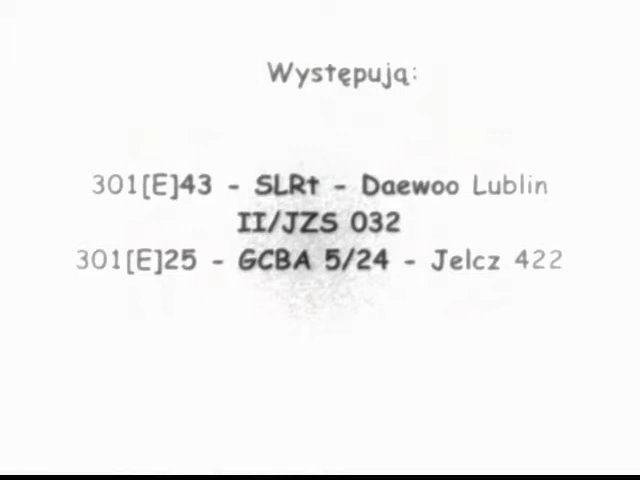 Występują:
301[E]43 - SLRt - Daewoo Lublin
II/JZS 032
301[E]25 - GCBA 5/24 - Jelcz 422